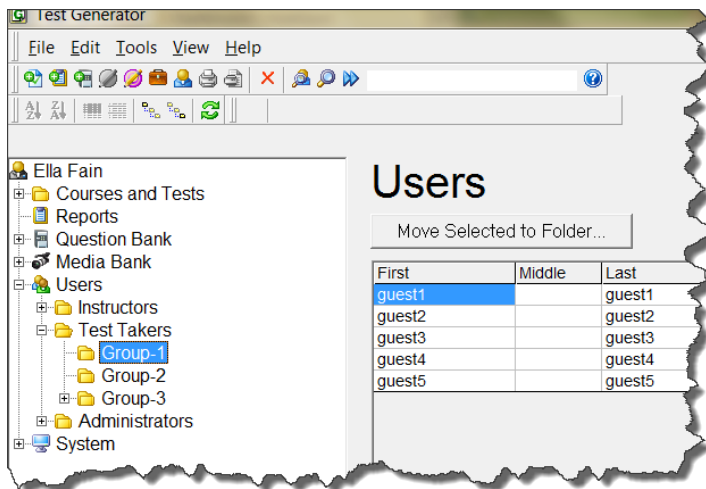 Test Generator
File Edit Tools View Help
Ella Fain
Courses and Tests
Reports
Question Bank
Media Bank
Users
Instructors
Test Takers
Group-1
Group-2
Group-3
Administrators
System
Users
Move Selected to Folder...
First Middle Last
guest1 guest1
guest2 guest2
guest3 guest3
guest4 guest4
guest5 guest5